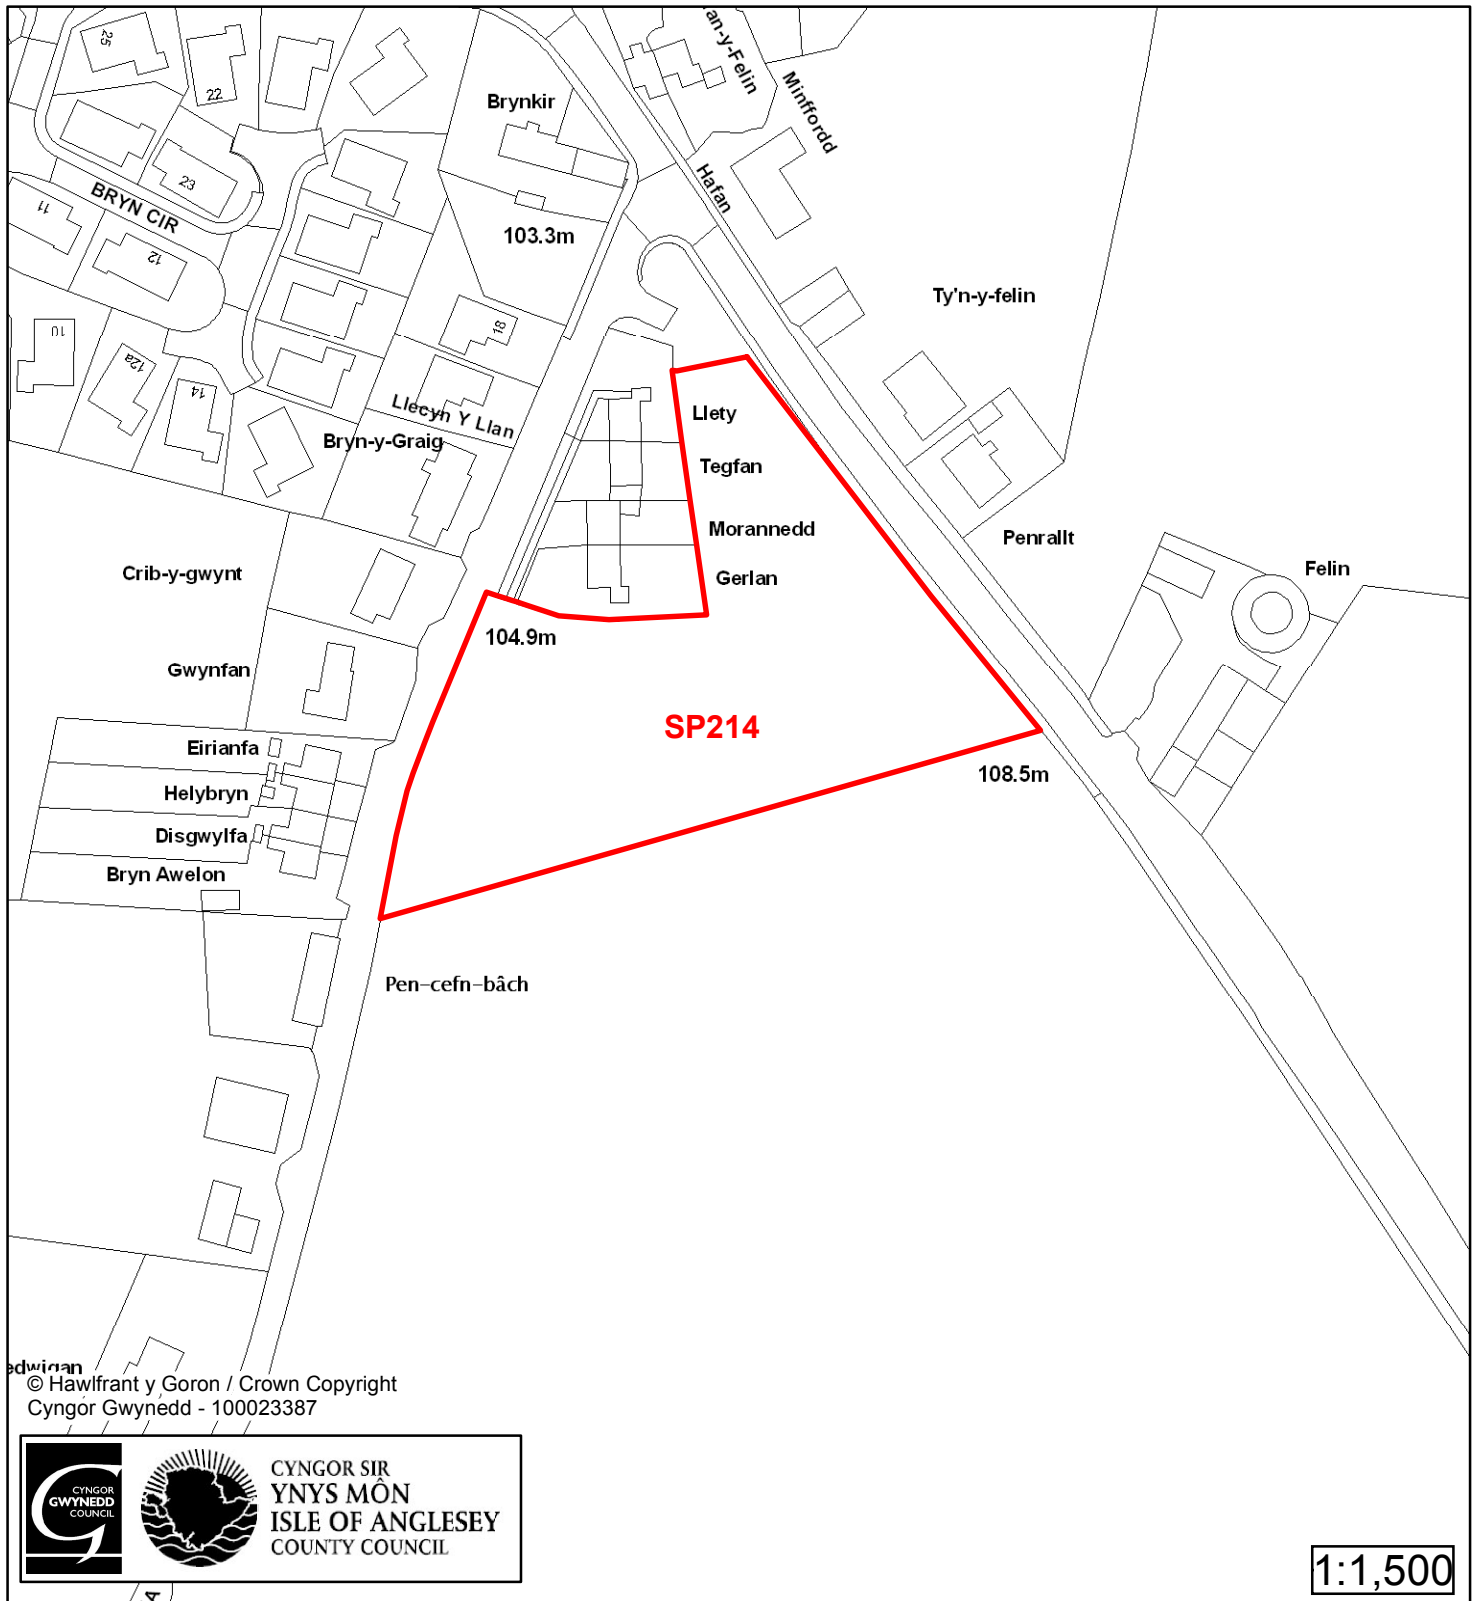 25
22
Brynkir
Minffordd
23
Hafan
BRYN CIR
11
12
103.3m
Ty'n-y-felin
10
18
12a
14
Llecyn Y Llan
Llety
Bryn-y-Graig
Tegfan
Morannedd
Penrallt
Crib-y-gwynt
Felin
Gerlan
104.9m
Gwynfan
SP214
Eirianfa
108.5m
Helybryn
Disgwylfa
Bryn Awelon
Pen-cefn-bâch
© Hawlfrant y Goron / Crown Copyright
Cyngor Gwynedd - 100023387
CYNGOR
GWYNEDD
COUNCIL
CYNGOR SIR
YNYS MÔN
ISLE OF ANGLESEY
COUNTY COUNCIL
1:1,500